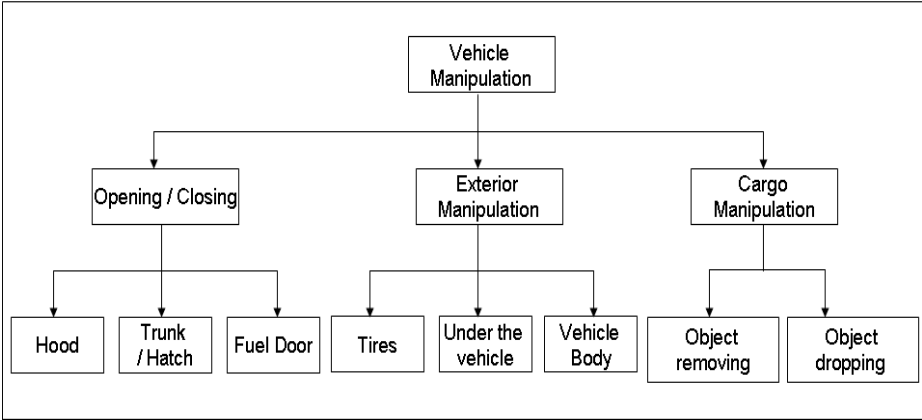 Vehicle
Manipulation
Opening / Closing
Exterior
Manipulation
Cargo
Manipulation
Hood
Trunk
/ Hatch
Fuel Door
Tires
Under the
vehicle
Vehicle
Body
Object
removing
Object
dropping